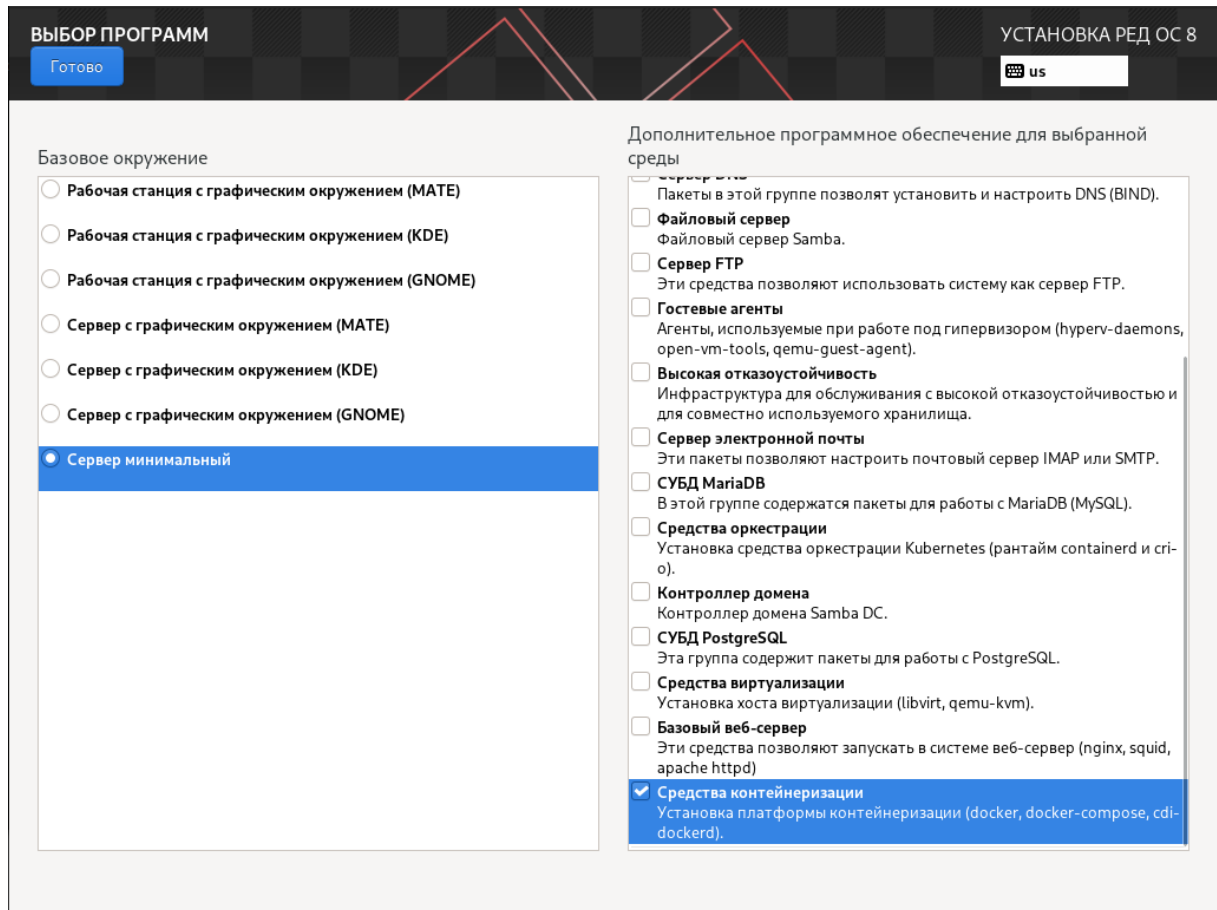 ВЫБОР ПРОГРАММ
Готово
УСТАНОВКА РЕД ОС 8
us
Базовое окружение
Рабочая станция с графическим окружением (MATE)
Рабочая станция с графическим окружением (KDE)
Рабочая станция с графическим окружением (GNOME)
Сервер с графическим окружением (MATE)
Сервер с графическим окружением (KDE)
Сервер с графическим окружением (GNOME)
Сервер минимальный
Дополнительное программное обеспечение для выбранной
среды
Сервер DNS
Пакеты в этой группе позволят установить и настроить DNS (BIND).
Файловый сервер
Файловый сервер Samba.
Сервер FTP
Эти средства позволяют использовать систему как сервер FTP.
Гостевые агенты
Агенты, используемые при работе под гипервизором (hyperv-daemons,
open-vm-tools, qemu-guest-agent).
Высокая отказоустойчивость
Инфраструктура для обслуживания с высокой отказоустойчивостью и
для совместно используемого хранилища.
Сервер электронной почты
Эти пакеты позволяют настроить почтовый сервер IMAP или SMTP.
СУБД MariaDB
В этой группе содержатся пакеты для работы с MariaDB (MySQL).
Средства оркестрации
Установка средства оркестрации Kubernetes (рантайм containerd и cri-
o).
Контроллер домена
Контроллер домена Samba DC.
СУБД PostgreSQL
Эта группа содержит пакеты для работы с PostgreSQL.
Средства виртуализации
Установка хоста виртуализации (libvirt, qemu-kvm).
Базовый веб-сервер
Эти средства позволяют запускать в системе веб-сервер (nginx, squid,
apache httpd)
Средства контейнеризации
Установка платформы контейнеризации (docker, docker-compose, cdi-
dockerd).